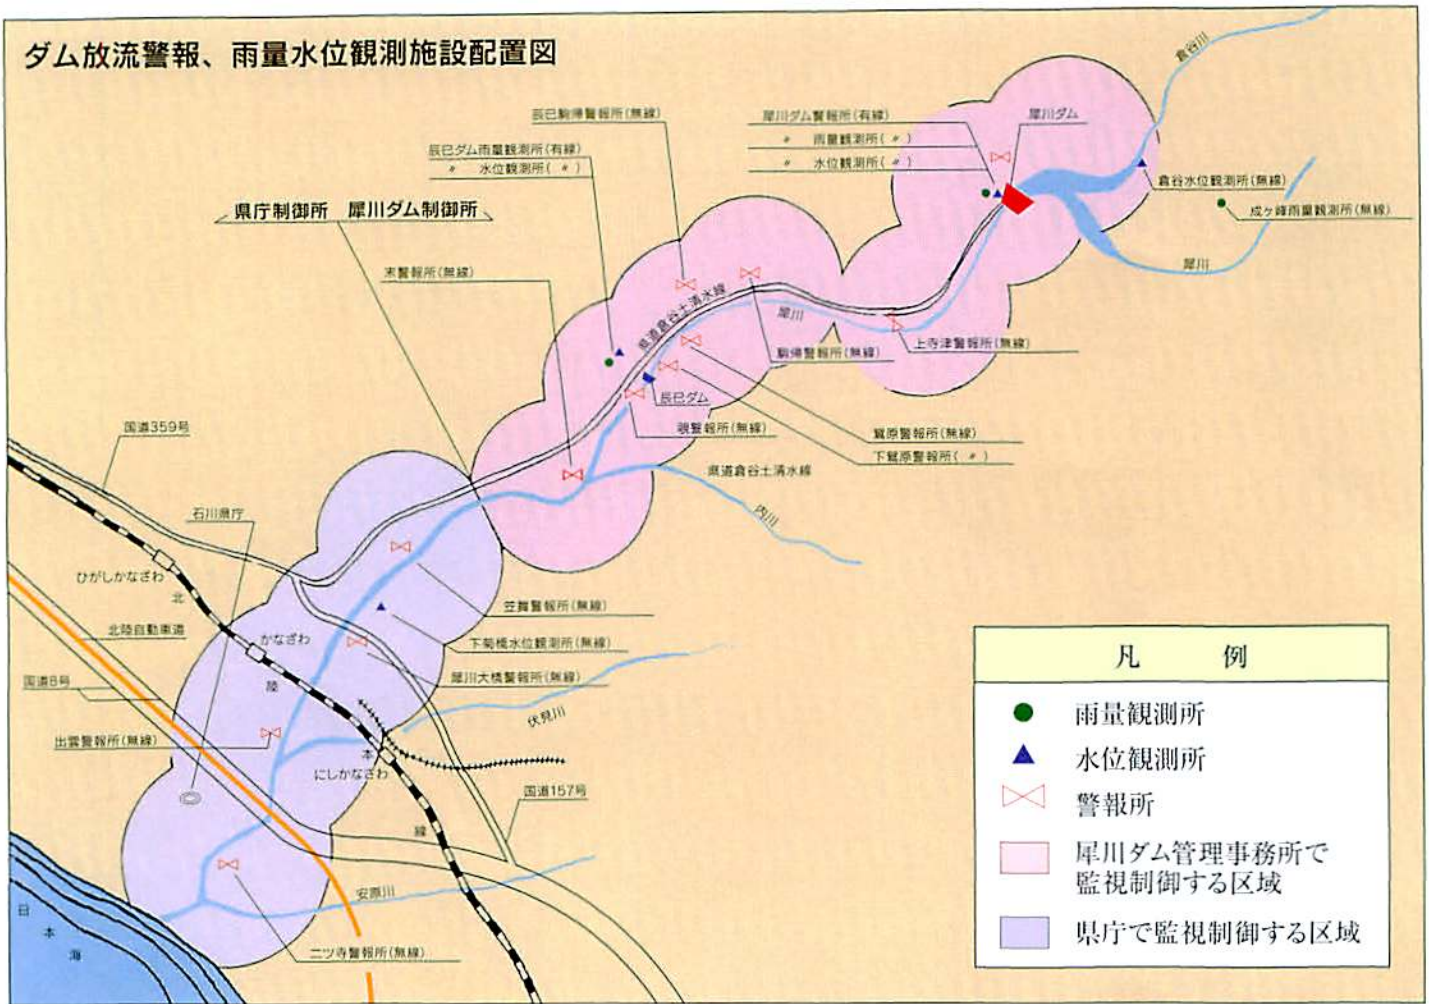 ダム放流警報、雨量水位観測施設配置図
倉谷川
辰巳駒帰警報所(無線)
犀川ダム警報所(有線)
〃 雨量観測所( 〃 )
〃 水位観測所( 〃 )
犀川ダム
辰巳ダム雨量観測所(有線)
〃 水位観測所( 〃 )
倉谷水位観測所(無線)
成ヶ峰雨量観測所(無線)
県庁制御所 犀川ダム制御所
末警報所(無線)
犀川
県道倉谷土清水線
犀川
上寺津警報所(無線)
駒帰警報所(無線)
辰巳ダム
国道359号
覗警報所(無線)
鴛原警報所(無線)
下鴛原警報所( 〃 )
県道倉谷土清水線
石川県庁
内川
ひがしかなざわ
北
笠舞警報所(無線)
北陸自動車道
かなざわ
下菊橋水位観測所(無線)
国道8号
陸
犀川大橋警報所(無線)
伏見川
出雲警報所(無線)
本
にしかなざわ
国道157号
線
安原川
日
本
海
二ツ寺警報所(無線)
凡 例
雨量観測所
水位観測所
警報所
犀川ダム管理事務所で
監視制御する区域
県庁で監視制御する区域